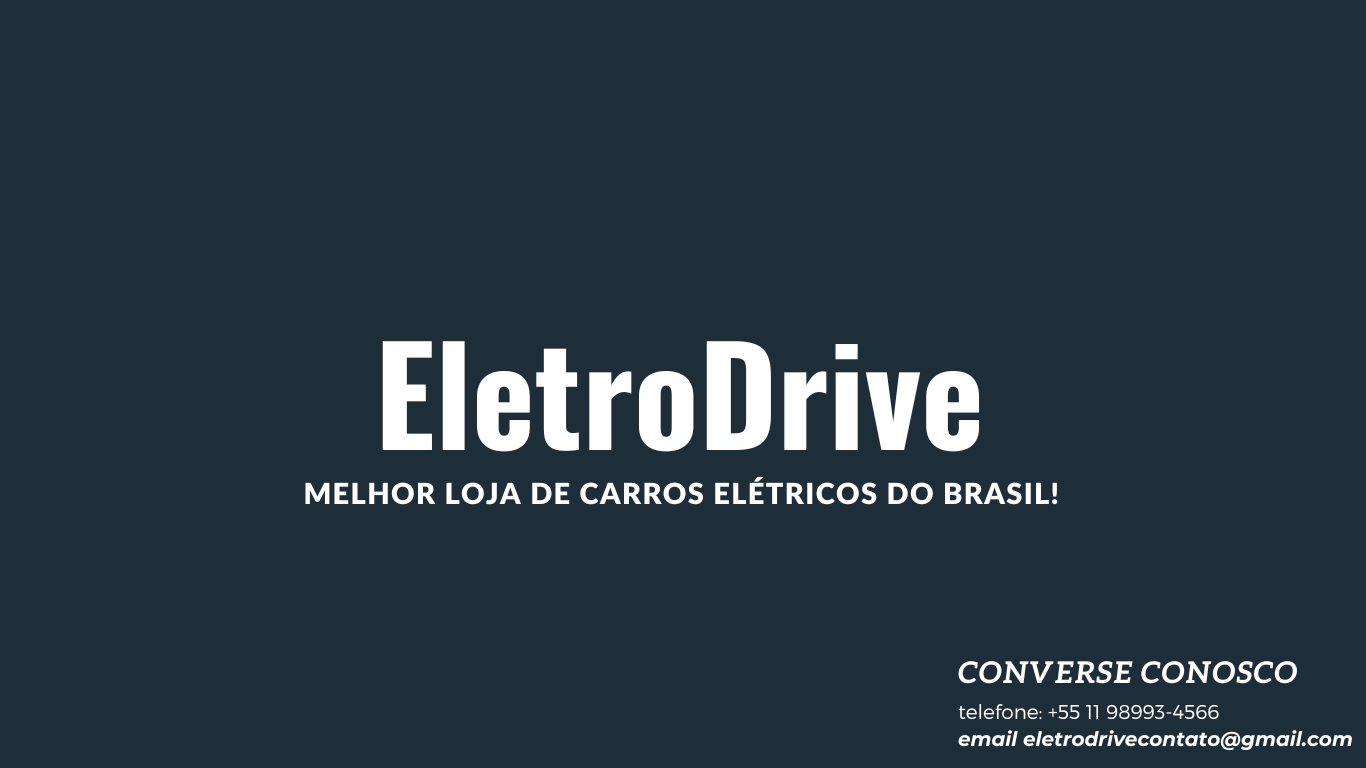 EletroDrive
MELHOR LOJA DE CARROS ELÉTRICOS DO BRASIL!
CONVERSE CONOSCO
telefone: +55 11 98993-4566
email eletrodrivecontato@gmail.com